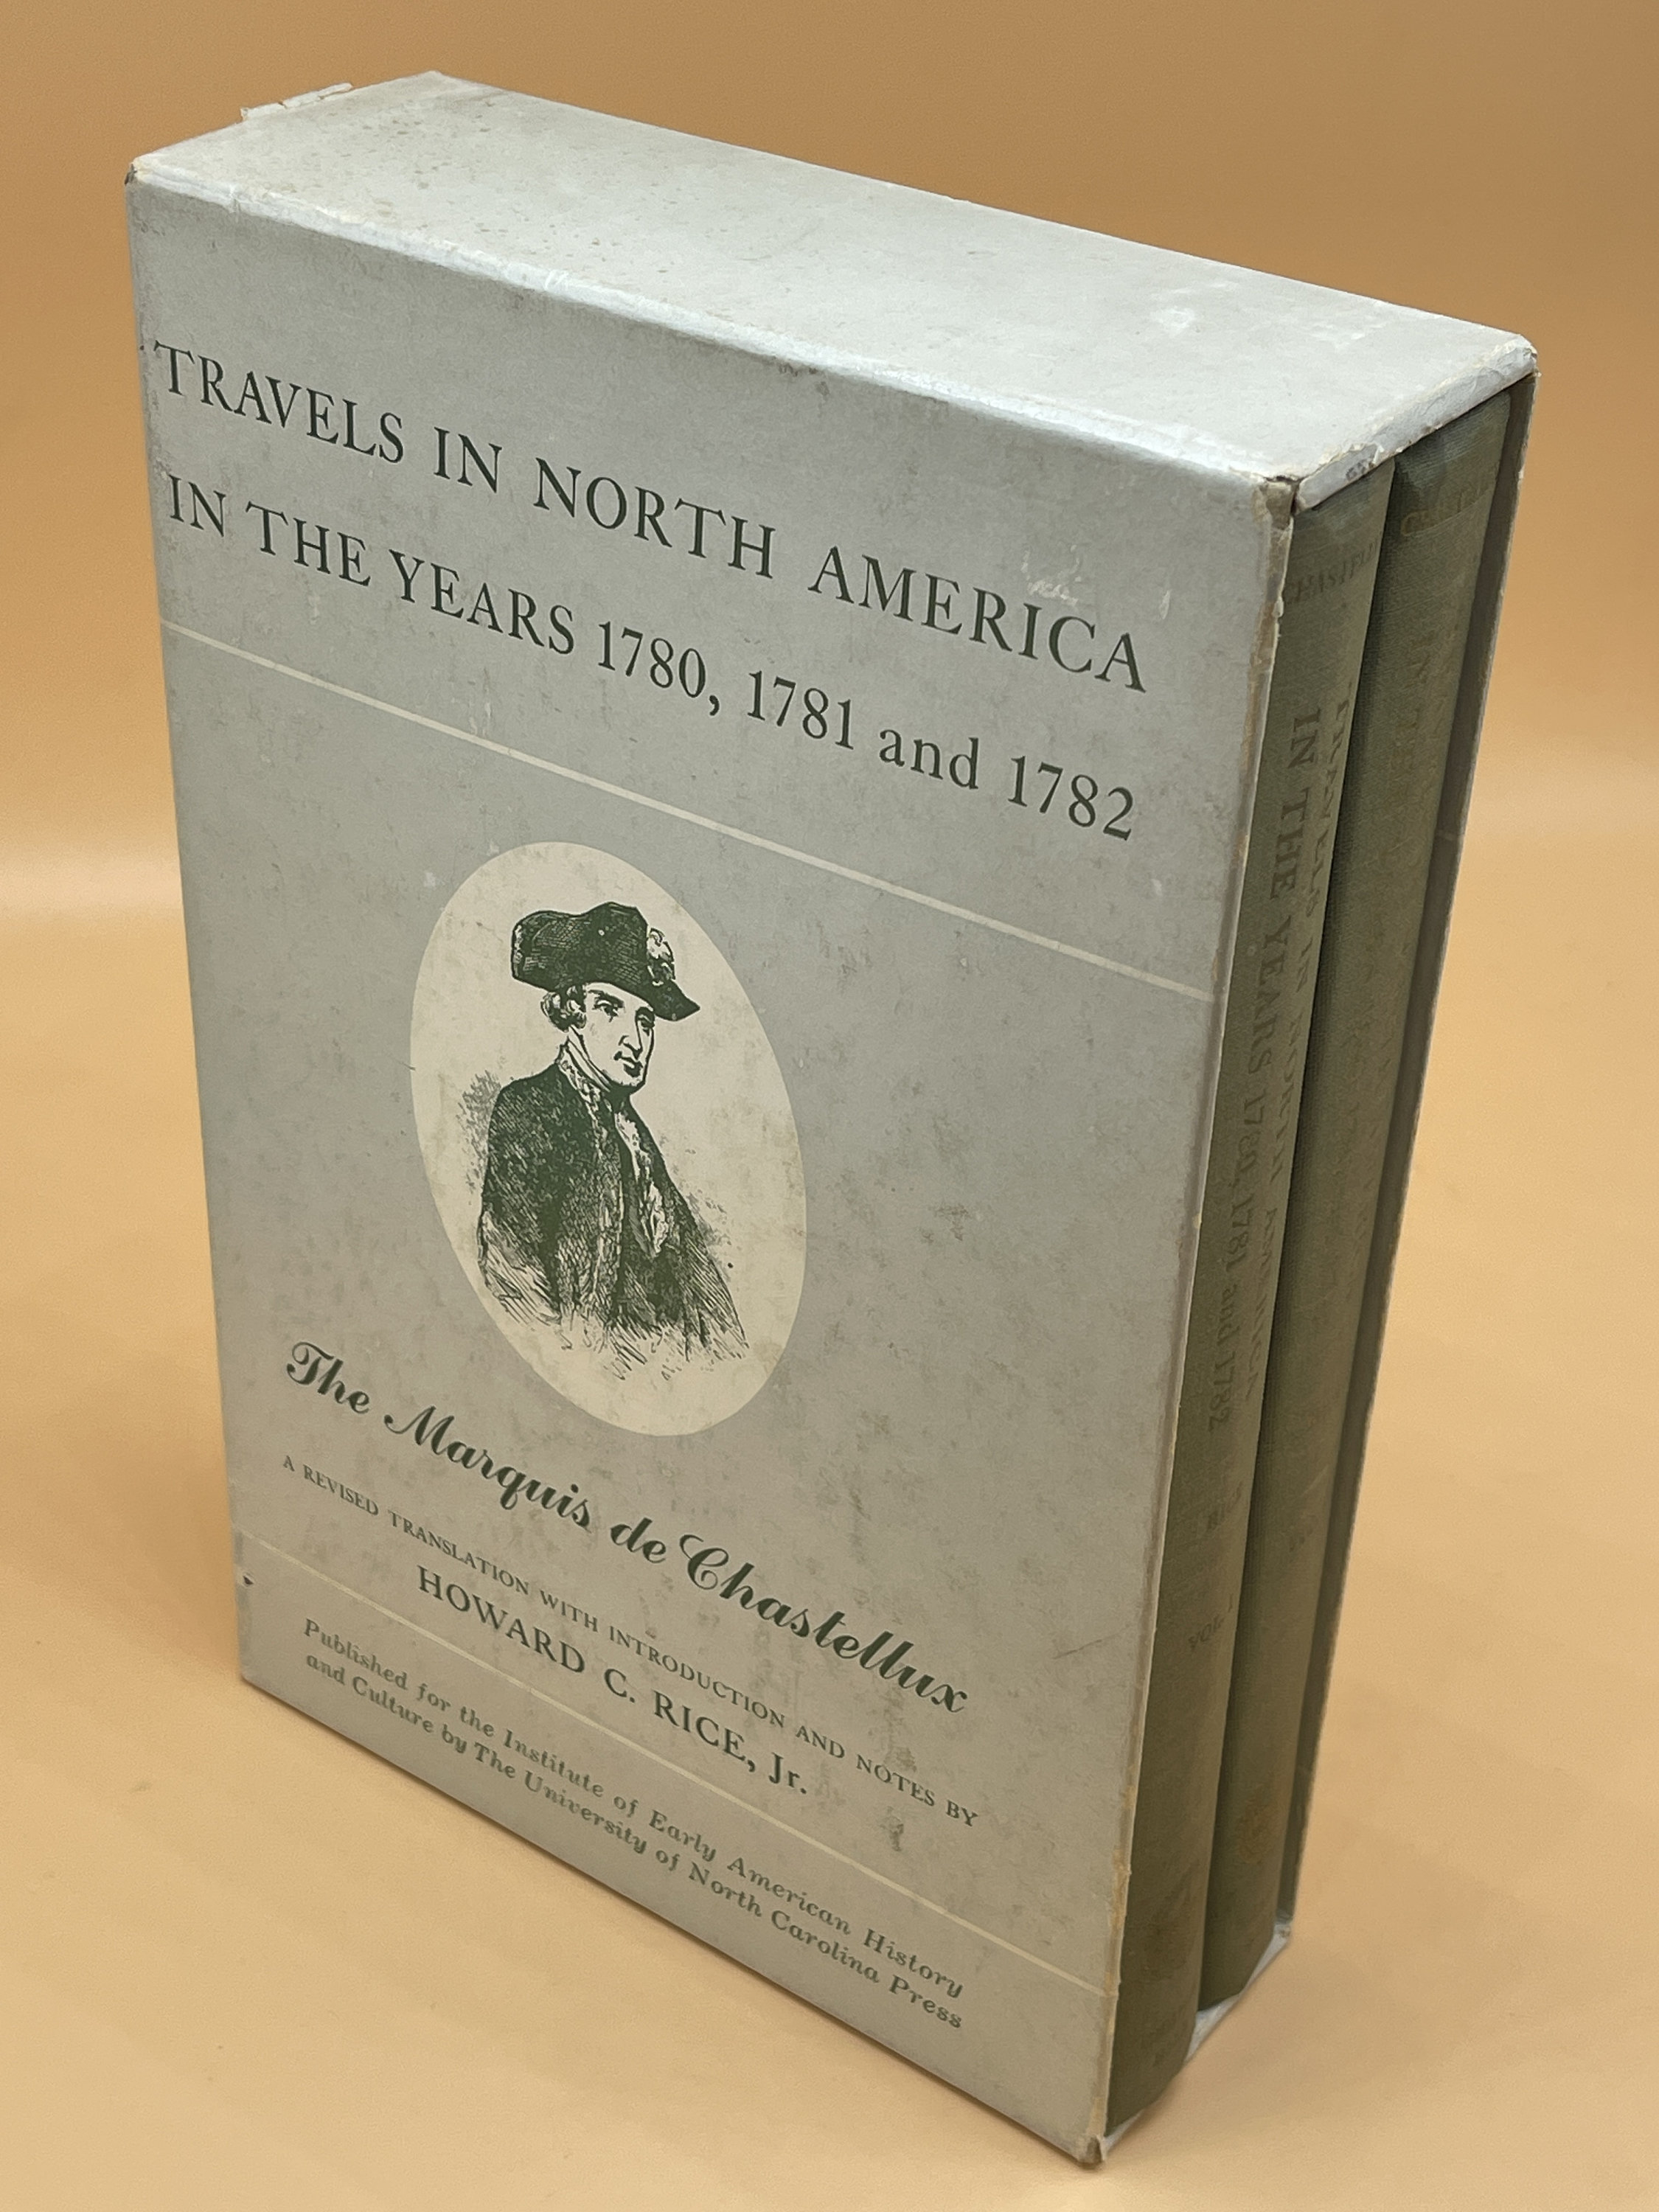 TRAVELS IN NORTH AMERICA
IN THE YEARS 1780, 1781 and 1782
The Marquis de Chastellux
A REVISED TRANSLATION WITH INTRODUCTION AND NOTES BY
HOWARD C. RICE, Jr.
Published for the Institute of Early American History
and Culture by The University of North Carolina Press
TRAVELS IN NORTH AMERICA
IN THE YEARS 1780, 1781 and 1782